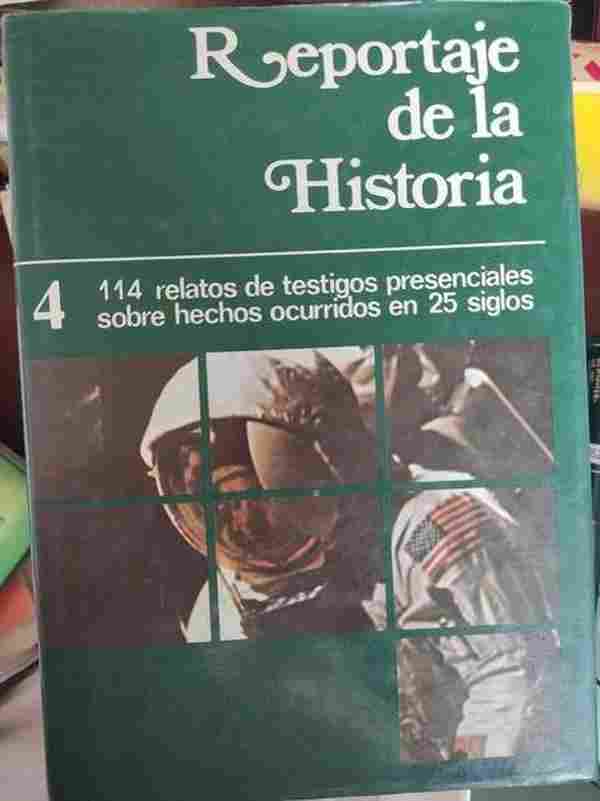 Reportaje
de la
Historia
4
114 relatos de testigos presenciales
sobre hechos ocurridos en 25 siglos